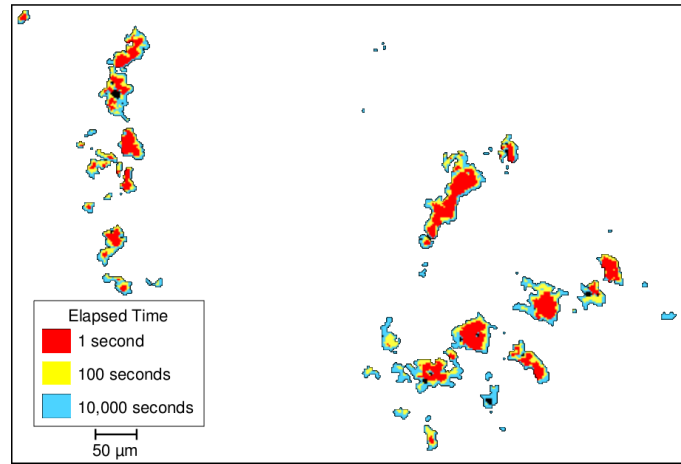 Elapsed Time
1 second
100 seconds
10,000 seconds
50 µm